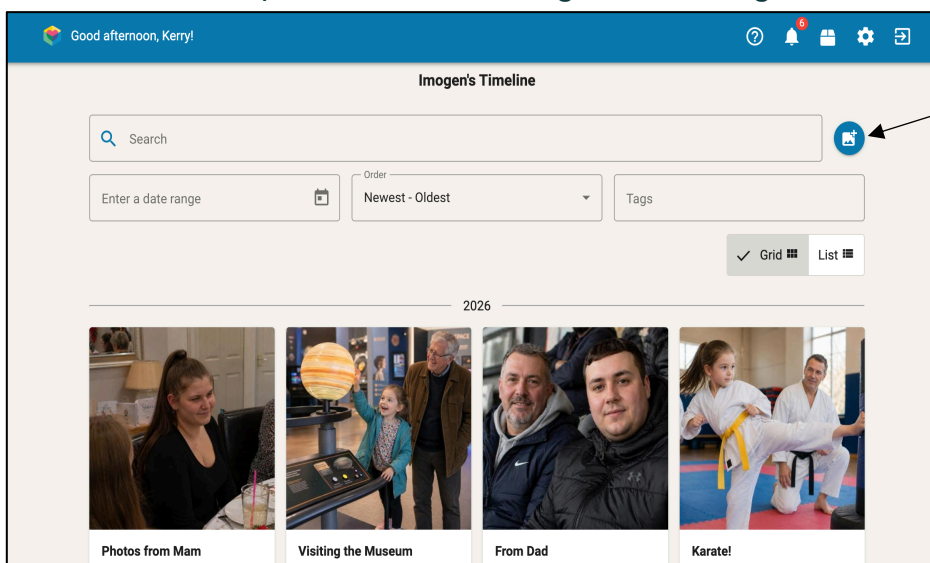 Good afternoon, Kerry!
6
Imogen's Timeline
Search
Order
Enter a date range
Newest - Oldest
Tags
Grid
List
2026
Photos from Mam
Visiting the Museum
From Dad
Karate!